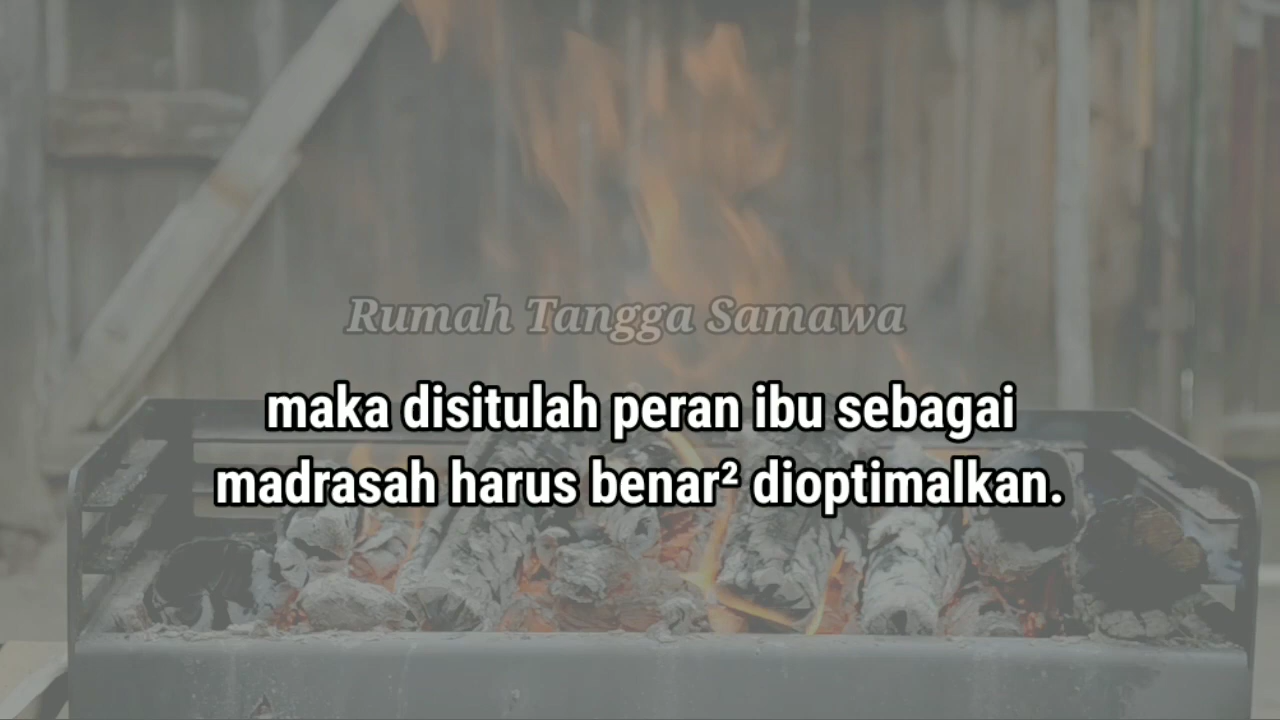 Rumah Tangga Samawa
maka disitulah peran ibu sebagai
madrasah harus benar² dioptimalkan.